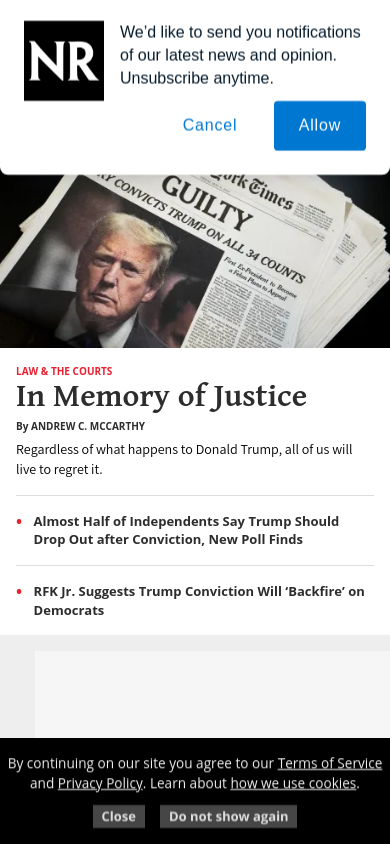 NR
We'd like to send you notifications
of our latest news and opinion.
Unsubscribe anytime.
Cancel
Allow
York Times
GUILTY
CONVICTS TRUMP ON ALL 34 COUNTS
First Ex-President to Become
a Felon Plans to Appeal
LAW & THE COURTS
In Memory of Justice
By ANDREW C. MCCARTHY
Regardless of what happens to Donald Trump, all of us will
live to regret it.
• Almost Half of Independents Say Trump Should
Drop Out after Conviction, New Poll Finds
• RFK Jr. Suggests Trump Conviction Will ‘Backfire’ on
Democrats
By continuing on our site you agree to our Terms of Service
and Privacy Policy. Learn about how we use cookies.
Close
Do not show again